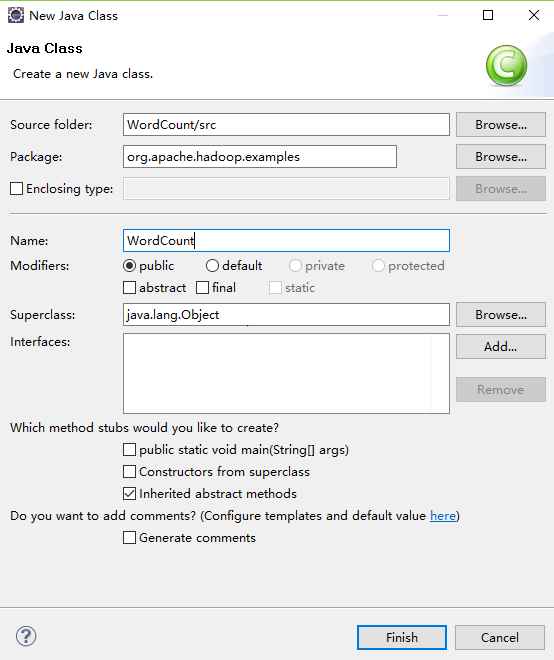 New Java Class
Java Class
Create a new Java class.
C
Source folder: WordCount/src Browse...
Package: org.apache.hadoop.examples Browse...
Enclosing type: Browse...
Name: WordCount
Modifiers: public default private protected
abstract final static
Superclass: java.lang.Object Browse...
Interfaces: Add...
Remove
Which method stubs would you like to create?
public static void main(String[] args)
Constructors from superclass
Inherited abstract methods
Do you want to add comments? (Configure templates and default value here)
Generate comments
? Finish Cancel